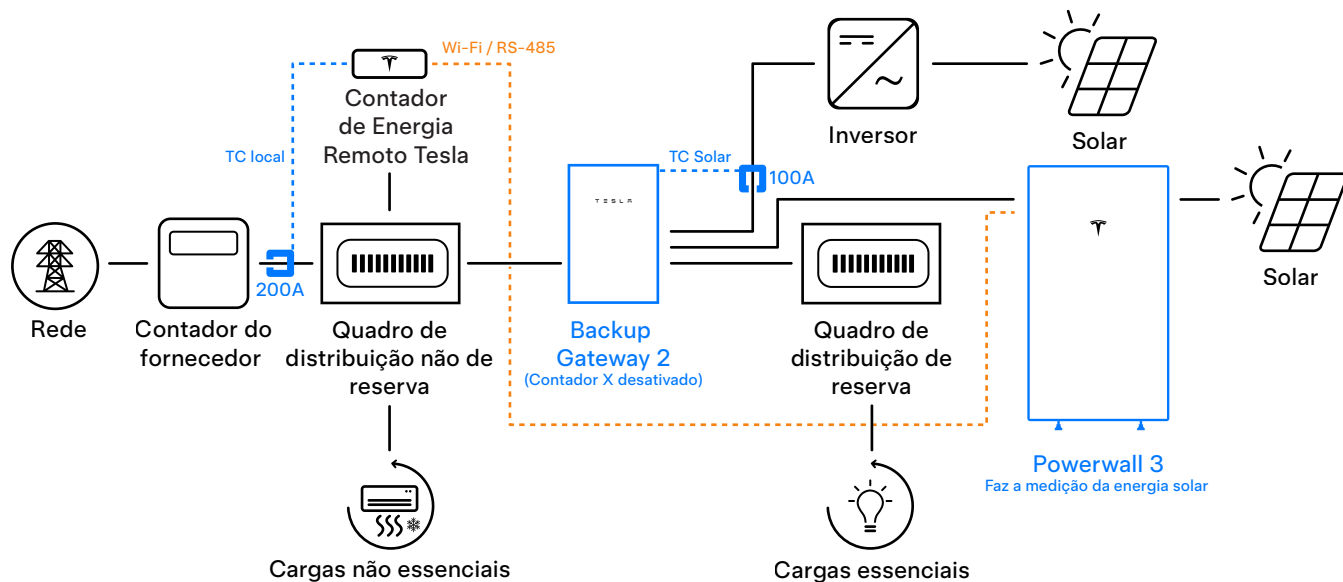 Wi-Fi / RS-485
Contador
de Energia
Remoto Tesla
TC local
200A
Rede
Contador do
fornecedor
Quadro de
distribuição não de
reserva
Cargas não essenciais
TESLA
Backup
Gateway 2
(Contador X desativado)
TC Solar
100A
Inversor
Solar
Quadro de
distribuição de
reserva
Cargas essenciais
Solar
Powerwall 3
Faz a medição da energia solar